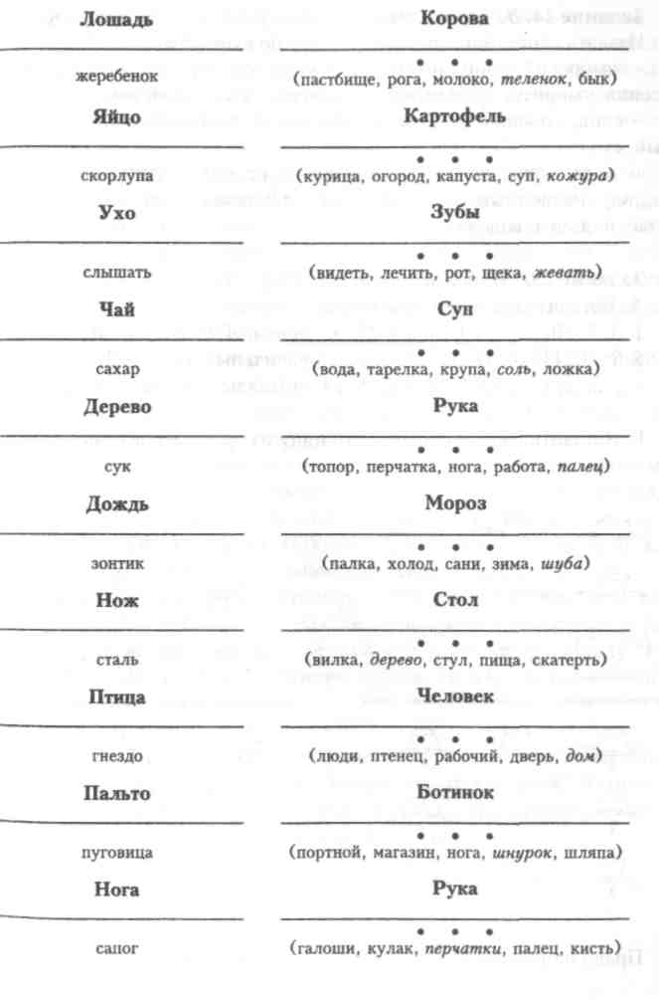 Лошадь Корова
жеребенок (пастбище, рога, молоко, теленок, бык)
Яйцо Картофель
скорлупа (курица, огород, капуста, суп, кожура)
Ухо Зубы
слышать (видеть, лечить, рот, щека, жевать)
Чай Суп
сахар (вода, тарелка, крупа, соль, ложка)
Дерево Рука
сук (топор, перчатка, нога, работа, палец)
Дождь Мороз
зонтик (палка, холод, сани, зима, шуба)
Нож Стол
сталь (вилка, дерево, стул, пища, скатерть)
Птица Человек
гнездо (люди, птенец, рабочий, дверь, дом)
Пальто Ботинок
пуговица (портной, магазин, нога, шнурок, шляпа)
Нога Рука
сапог (галоши, кулак, перчатки, палец, кисть)